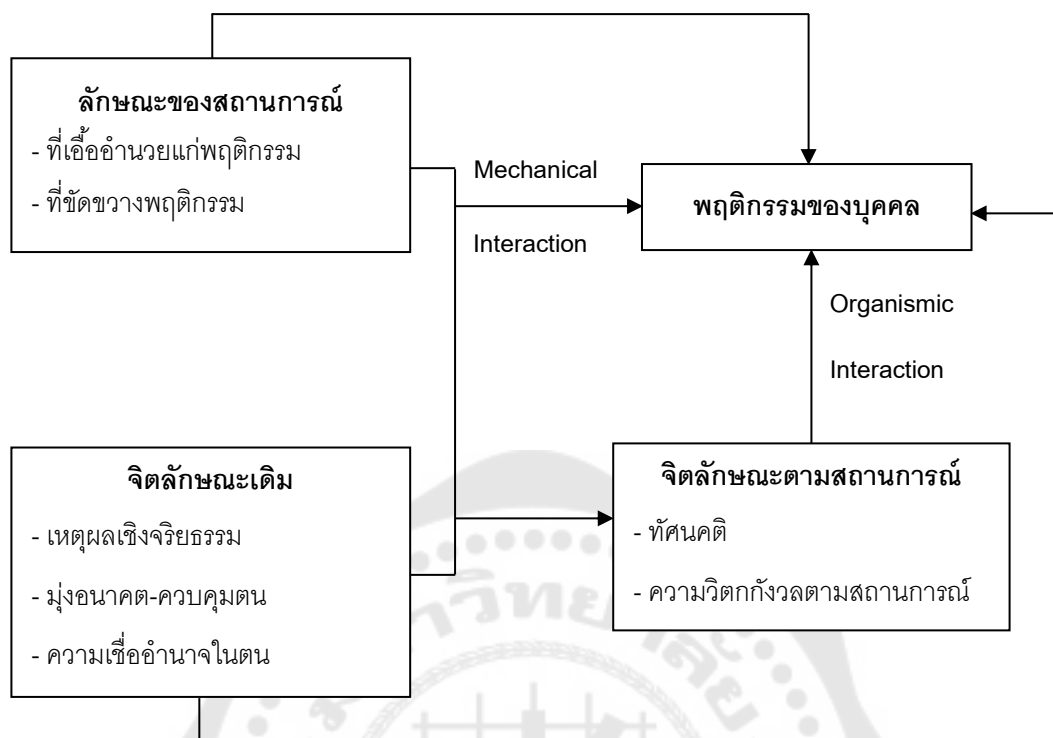 ลักษณะของสถานการณ์
- ที่เอื้ออำนวยแก่พฤติกรรม
- ที่ขัดขวางพฤติกรรม
Mechanical
Interaction
พฤติกรรมของบุคคล
Organismic
Interaction
จิตลักษณะเดิม
- เหตุผลเชิงจริยธรรม
- มุ่งอนาคต-ควบคุมตน
- ความเชื่ออำนาจในตน
จิตลักษณะตามสถานการณ์
- ทัศนคติ
- ความวิตกกังวลตามสถานการณ์